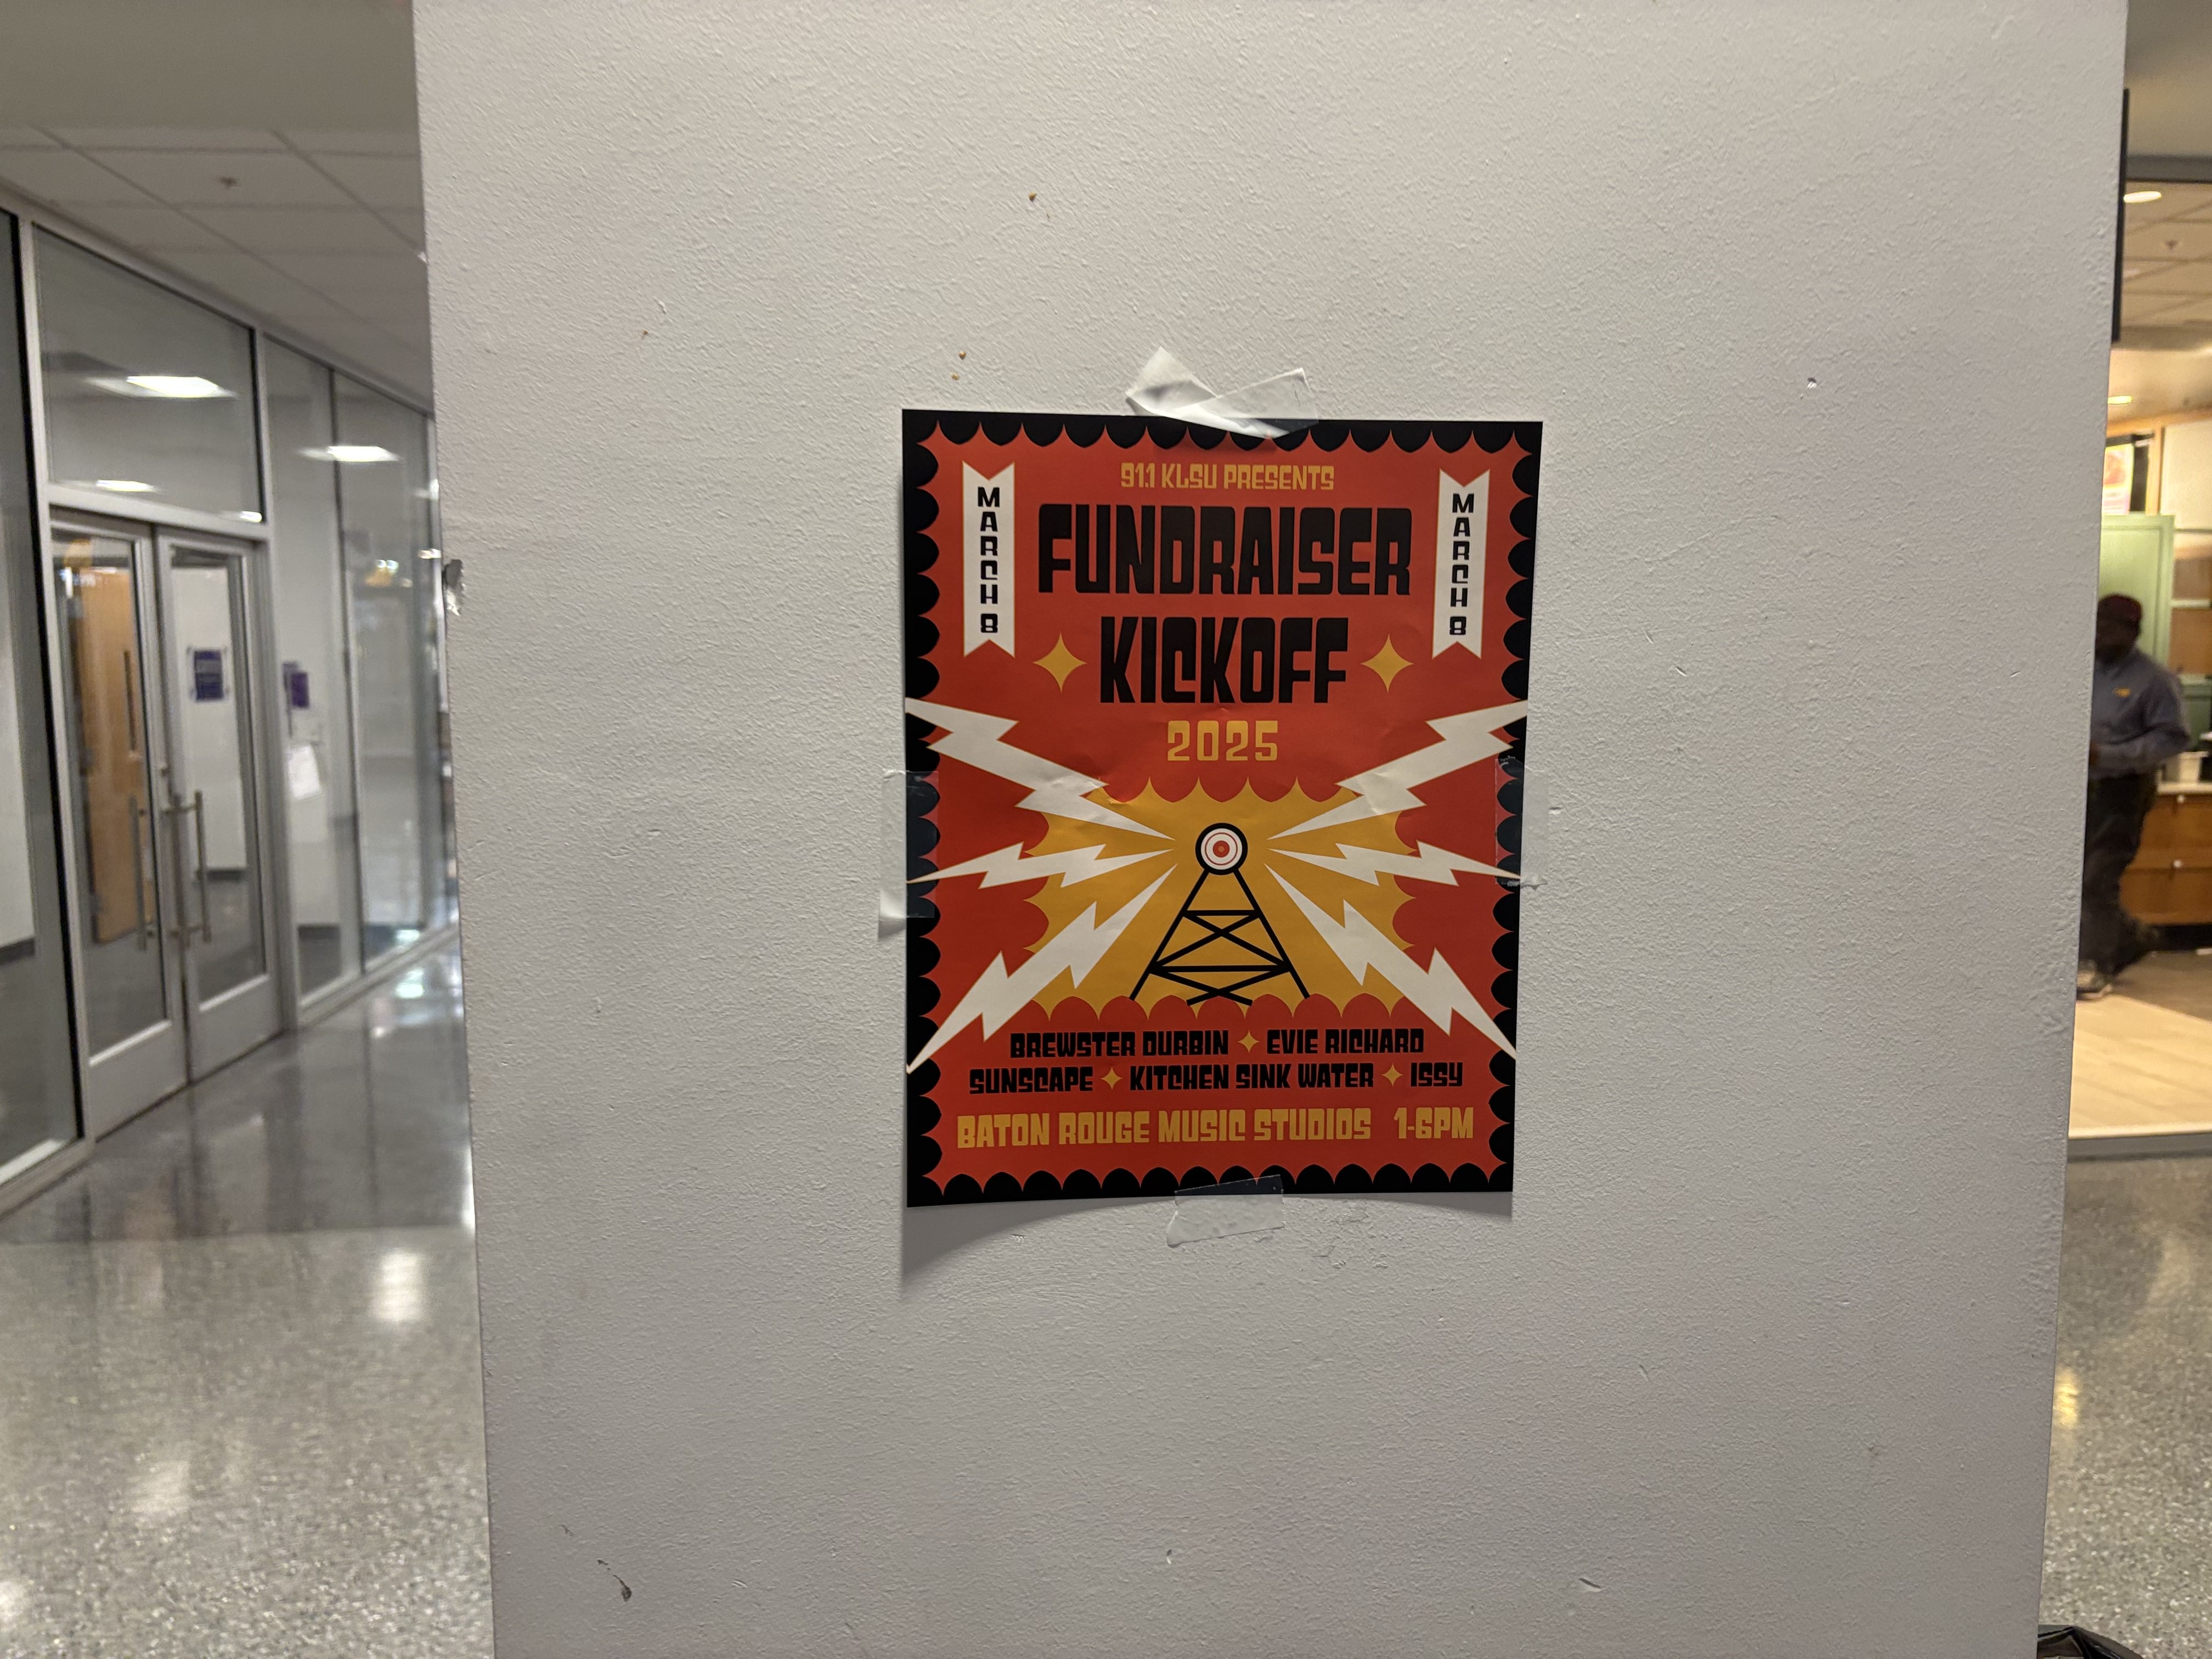 91.1 KLSU PRESENTS
MARCH 8
FUNDRAISER
KICKOFF
MARCH 8
2025
BREWSTER DURBIN EVIE RICHARD
SUNSCAPE KITCHEN SINK WATER ISSY
BATON ROUGE MUSIC STUDIOS 1-6PM